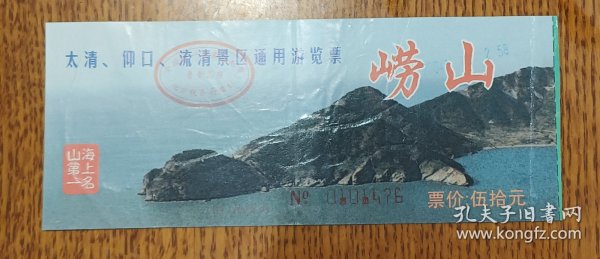 太清、仰口、流清景区通用游览票
崂山
海上名
山第一
№
票价:伍拾元
孔夫子旧书网
www.kongfz.com